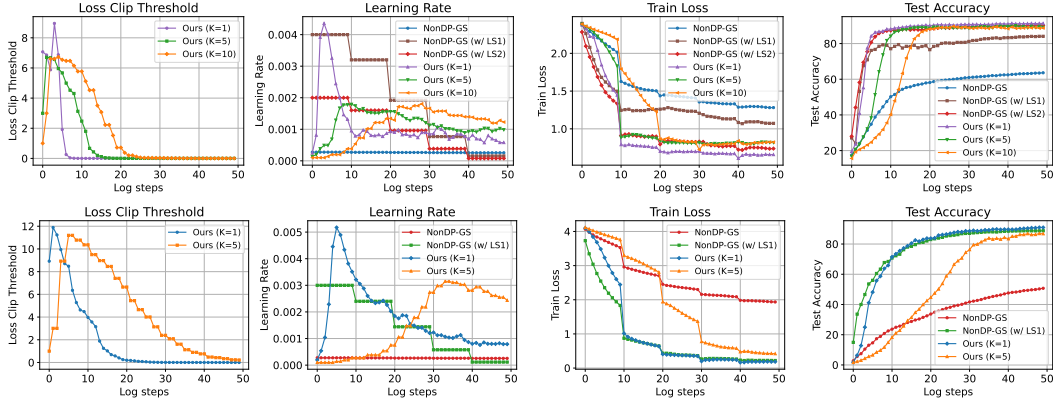 Loss Clip Threshold
Loss Clip Threshold
8
6
4
2
0
Ours (K=1)
Ours (K=5)
Ours (K=10)
0 10 20 30 40 50
Log steps
Learning Rate
Learning Rate
0.004
0.003
0.002
0.001
0.000
NonDP-GS
NonDP-GS (w/ LS1)
NonDP-GS (w/ LS2)
Ours (K=1)
Ours (K=5)
Ours (K=10)
0 10 20 30 40 50
Log steps
Train Loss
Train Loss
2.0
1.5
1.0
NonDP-GS
NonDP-GS (w/ LS1)
NonDP-GS (w/ LS2)
Ours (K=1)
Ours (K=5)
Ours (K=10)
0 10 20 30 40 50
Log steps
Test Accuracy
Test Accuracy
80
60
40
20
NonDP-GS
NonDP-GS (w/ LS1)
NonDP-GS (w/ LS2)
Ours (K=1)
Ours (K=5)
Ours (K=10)
0 10 20 30 40 50
Log steps
Loss Clip Threshold
Loss Clip Threshold
12
10
8
6
4
2
0
Ours (K=1)
Ours (K=5)
0 10 20 30 40 50
Log steps
Learning Rate
Learning Rate
0.005
0.004
0.003
0.002
0.001
0.000
NonDP-GS
NonDP-GS (w/ LS1)
Ours (K=1)
Ours (K=5)
0 10 20 30 40 50
Log steps
Train Loss
Train Loss
4
3
2
1
0
NonDP-GS
NonDP-GS (w/ LS1)
Ours (K=1)
Ours (K=5)
0 10 20 30 40 50
Log steps
Test Accuracy
Test Accuracy
80
60
40
20
0
NonDP-GS
NonDP-GS (w/ LS1)
Ours (K=1)
Ours (K=5)
0 10 20 30 40 50
Log steps